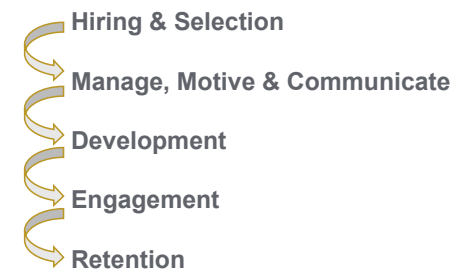 Hiring & Selection
Manage, Motive & Communicate
Development
Engagement
Retention